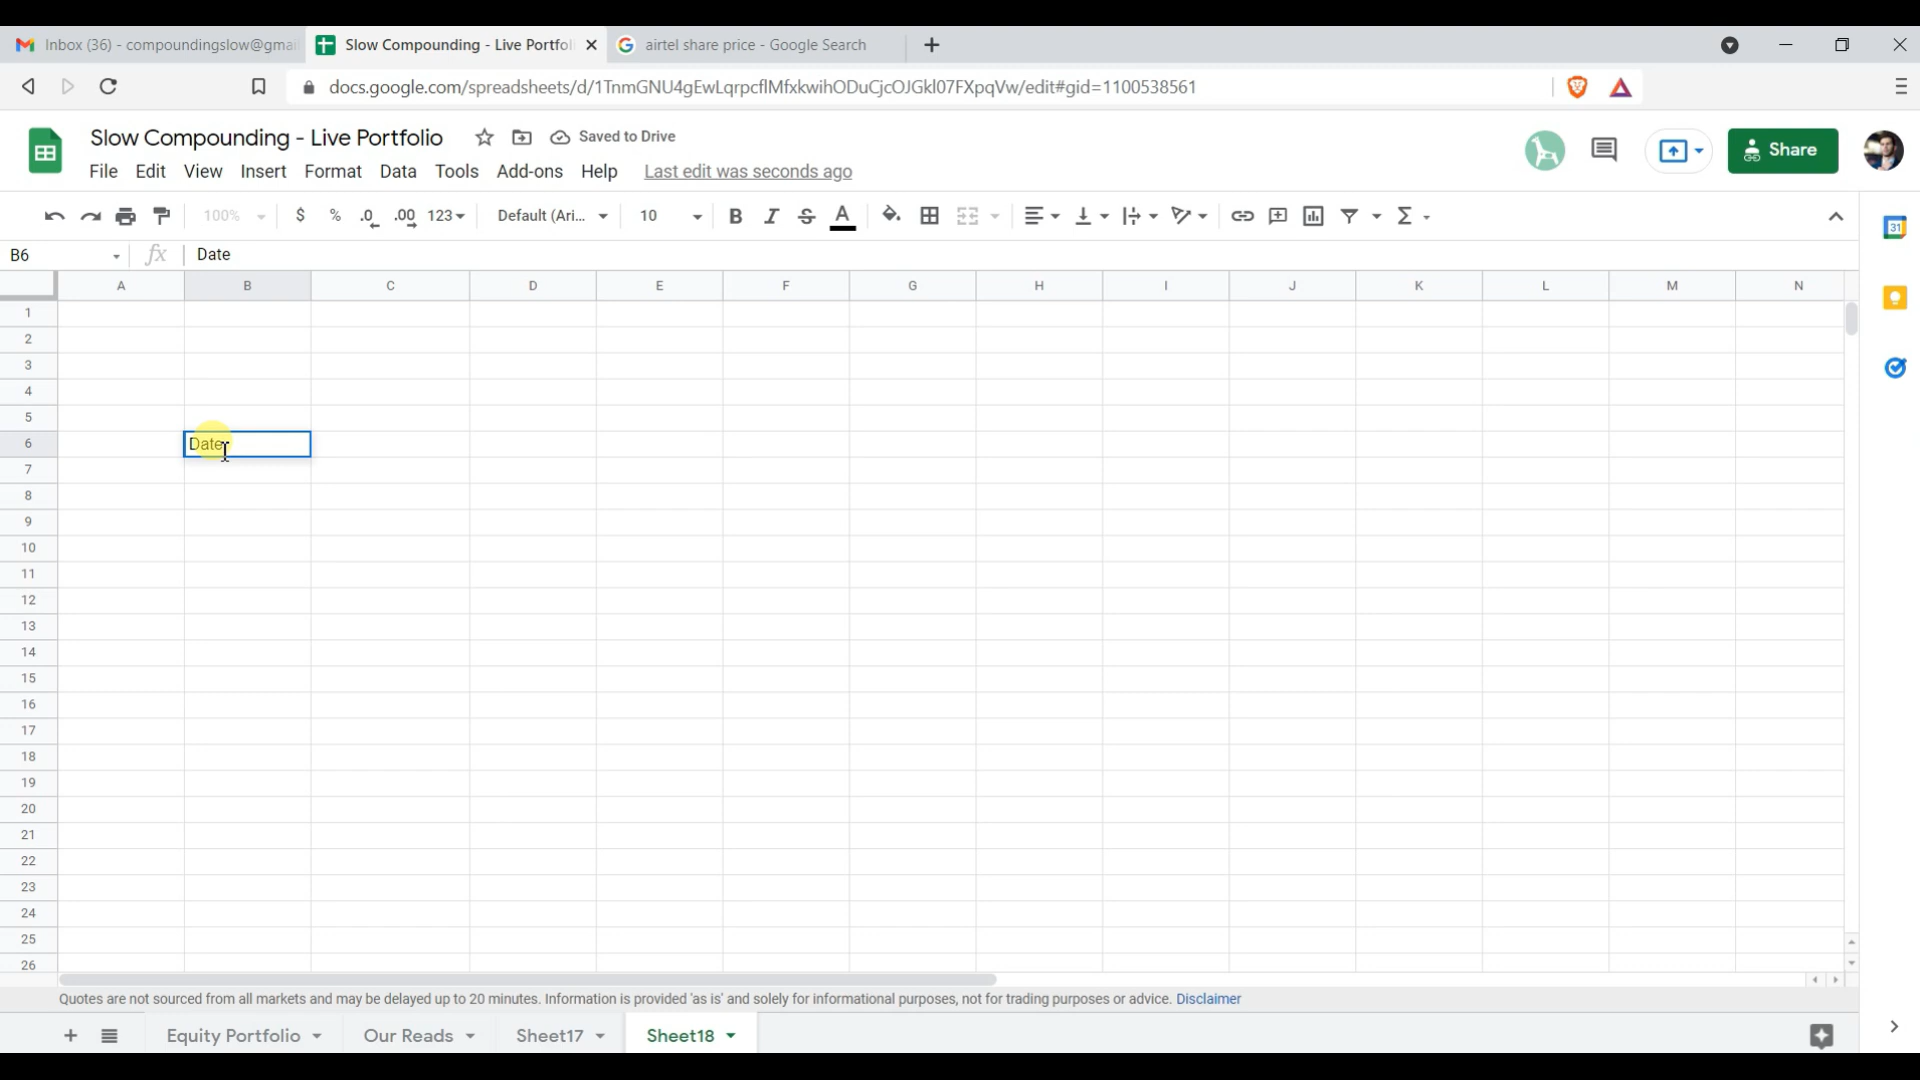 Inbox (36) - compoundingslow@gmai
Slow Compounding - Live Portfol
airtel share price - Google Search
docs.google.com/spreadsheets/d/1TnmGNU4gEwLqrpcflMfxkwihODuCjcOJGkl07FXpqVw/edit#gid=1100538561
Slow Compounding - Live Portfolio
Saved to Drive
Share
File Edit View Insert Format Data Tools Add-ons Help Last edit was seconds ago
100% $ % .0 .00 123 Default (Ari... 10 B I S A Σ
31
B6 fx Date
A B C D E F G H I J K L M N
1
2
3
4
5
6 Date
7
8
9
10
11
12
13
14
15
16
17
18
19
20
21
22
23
24
25
26
Quotes are not sourced from all markets and may be delayed up to 20 minutes. Information is provided 'as is' and solely for informational purposes, not for trading purposes or advice. Disclaimer
Equity Portfolio Our Reads Sheet17 Sheet18